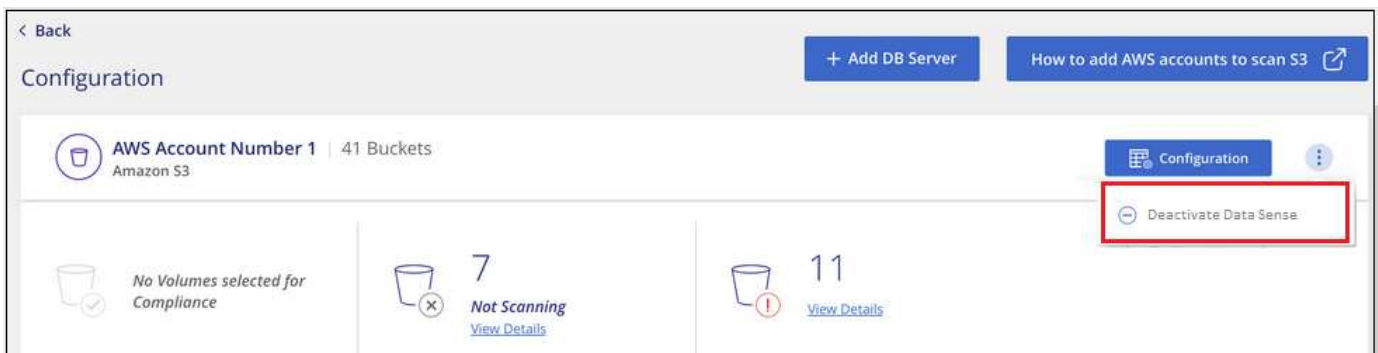 < Back
+ Add DB Server
How to add AWS accounts to scan S3
Configuration
AWS Account Number 1 | 41 Buckets
Amazon S3
Configuration
Deactivate Data Sense
No Volumes selected for
Compliance
7
Not Scanning
View Details
11
View Details